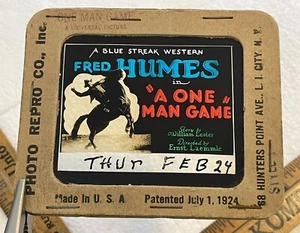 ONE MAN GAME
A UNIVERSAL PICTURE
PHOTO REPRO CO., Inc.
A BLUE STREAK WESTERN
FRED HUMES
in
"A ONE
MAN GAME"
Story by
William Lester
Directed by
Ernst Laemmle
THUR FEB 24
Made in U. S. A. Patented July 1, 1924
88 HUNTERS POINT AVE., L. I. CITY, N. Y.
STYLE